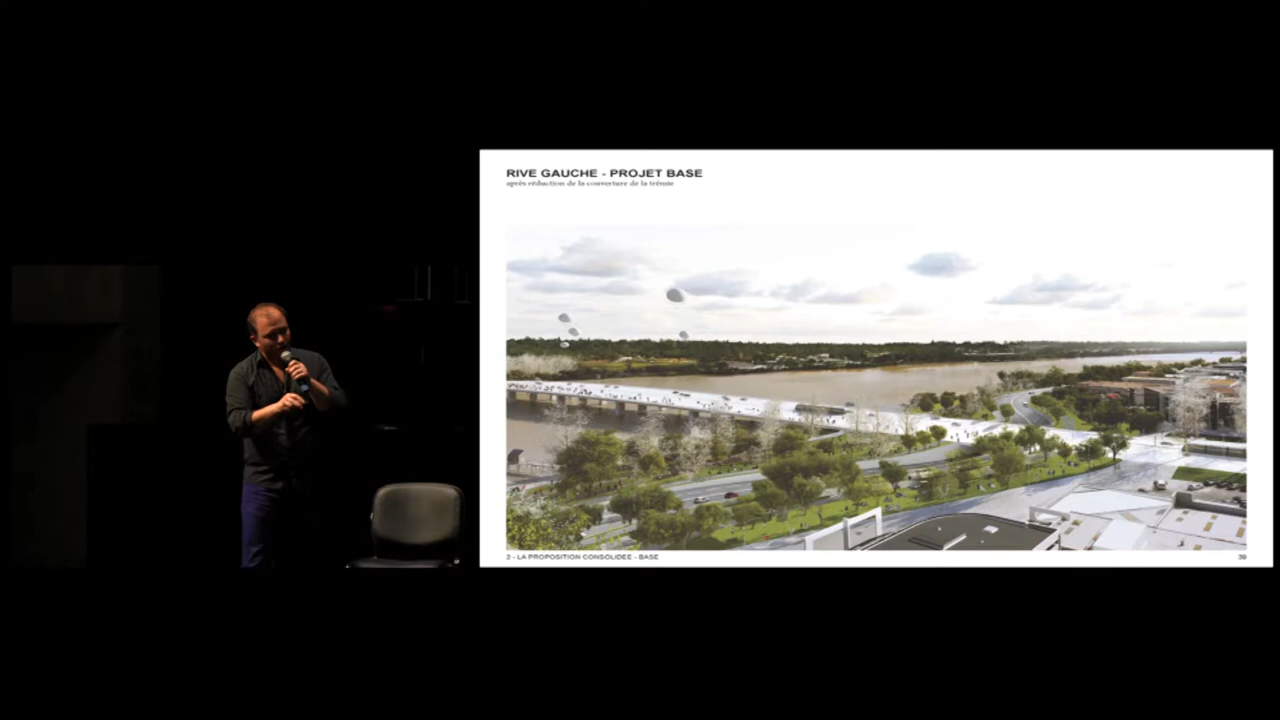 RIVE GAUCHE - PROJET BASE
après réduction de la couverture de la trémie
2 - LA PROPOSITION CONSOLIDEE - BASE
39